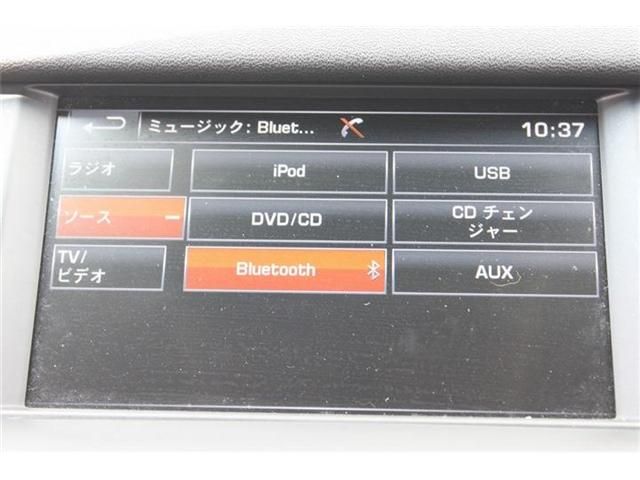 ミュージック: Bluet...
10:37
ラジオ
iPod
USB
ソース
DVD/CD
CD チェン
ジャー
TV/
ビデオ
Bluetooth
AUX